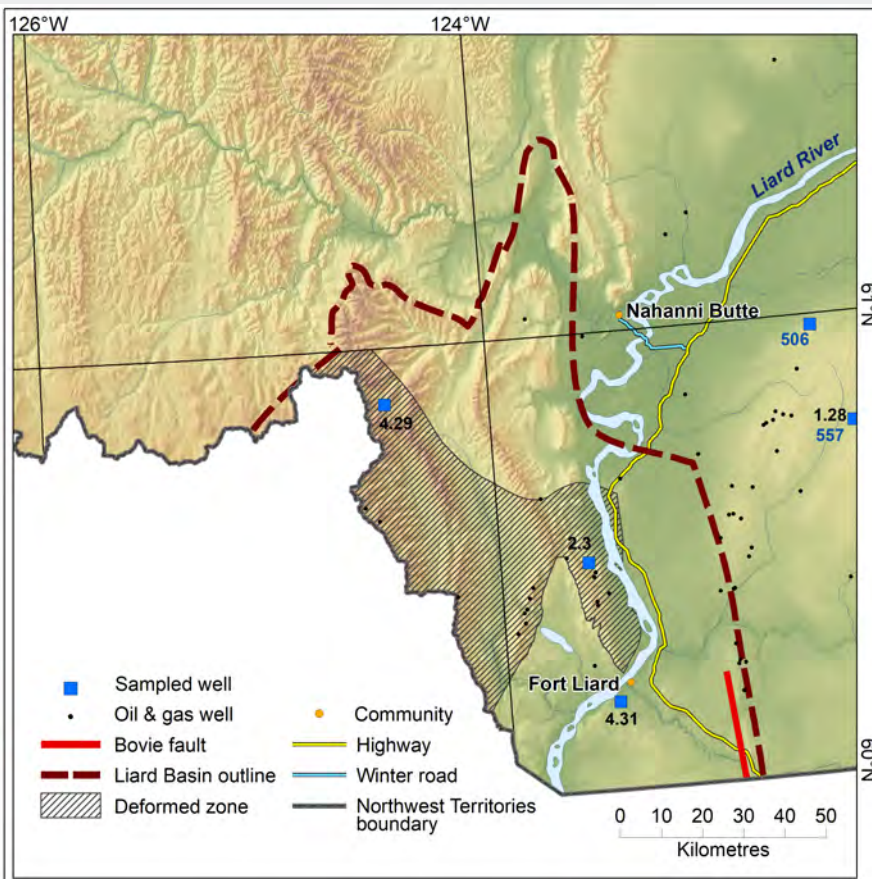 126°W
124°W
Liard River
61°N
Nahanni Butte
506
1.28
557
4.29
2.3
Fort Liard
4.31
60°N
Sampled well
Oil & gas well
Bovie fault
Liard Basin outline
Deformed zone
Community
Highway
Winter road
Northwest Territories
boundary
0 10 20 30 40 50
Kilometres